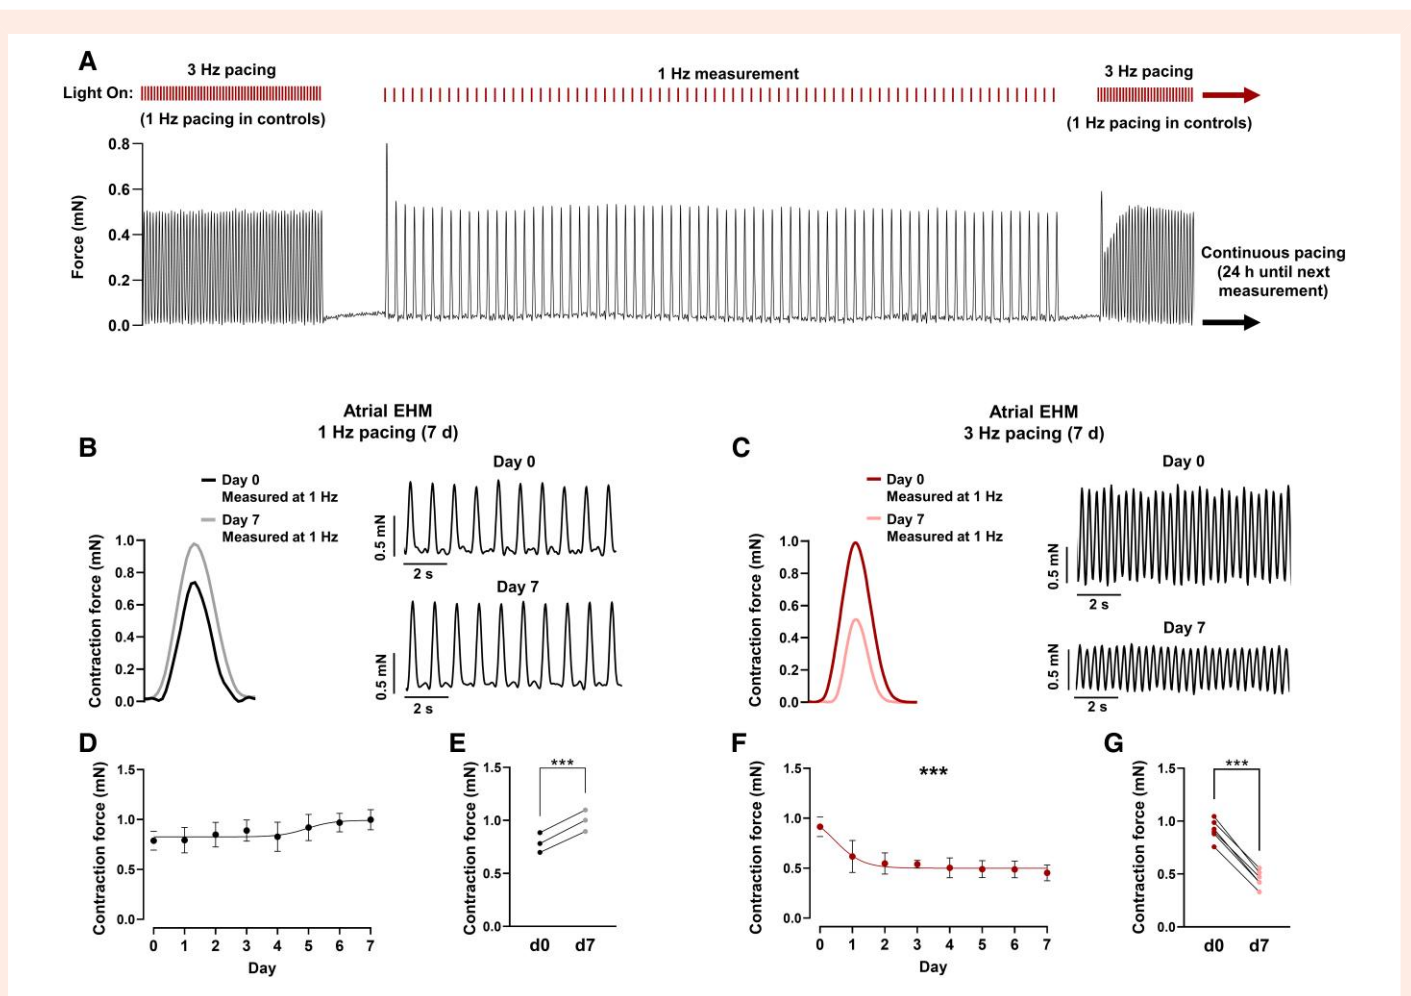 A
3 Hz pacing
1 Hz measurement
3 Hz pacing
Light On:
(1 Hz pacing in controls)
(1 Hz pacing in controls)
Force (mN)
0.8
0.6
0.4
0.2
0.0
Continuous pacing
(24 h until next
measurement)
Atrial EHM
1 Hz pacing (7 d)
Atrial EHM
3 Hz pacing (7 d)
B
Day 0
Measured at 1 Hz
Day 7
Measured at 1 Hz
Contraction force (mN)
1.0
0.8
0.6
0.4
0.2
0.0
Day 0
0.5 mN
2 s
Day 7
0.5 mN
2 s
C
Day 0
Measured at 1 Hz
Day 7
Measured at 1 Hz
Contraction force (mN)
1.0
0.8
0.6
0.4
0.2
0.0
Day 0
0.5 mN
2 s
Day 7
0.5 mN
2 s
D
Contraction force (mN)
1.5
1.0
0.5
0.0
0 1 2 3 4 5 6 7
Day
E
Contraction force (mN)
1.5
1.0
0.5
0.0
***
d0 d7
F
Contraction force (mN)
1.5
1.0
0.5
0.0
***
0 1 2 3 4 5 6 7
Day
G
Contraction force (mN)
1.5
1.0
0.5
0.0
***
d0 d7